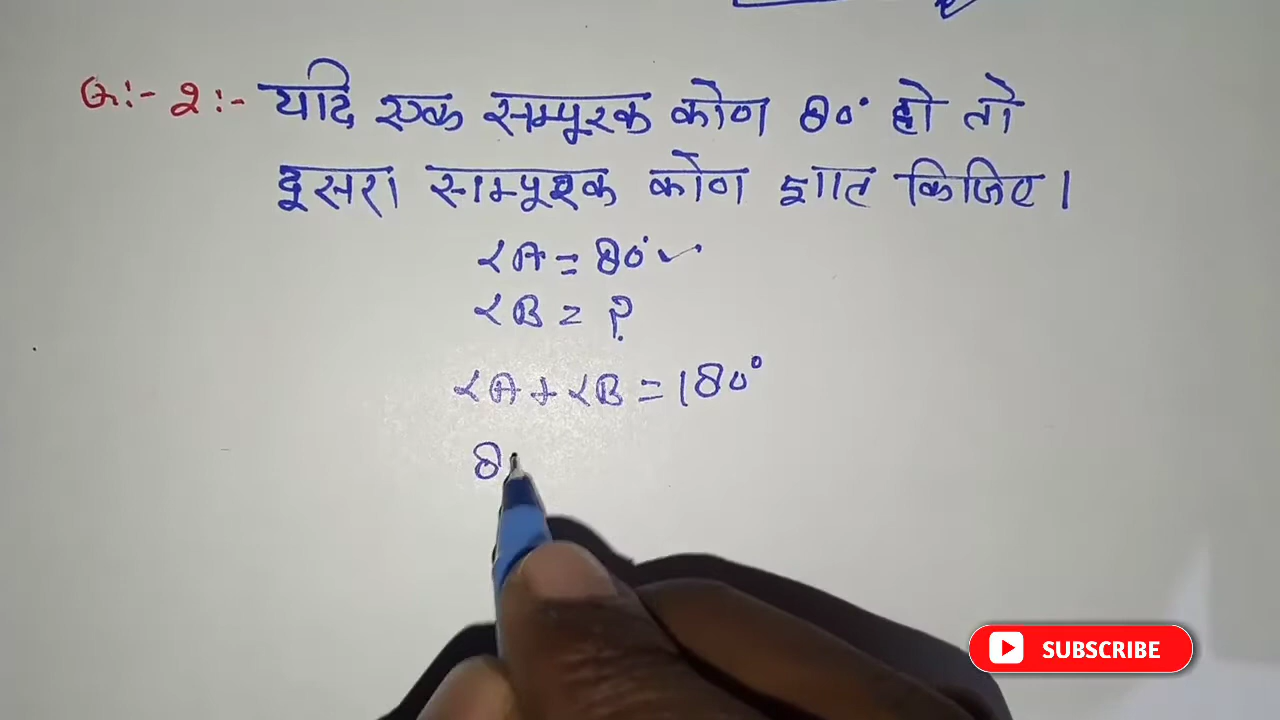 Q:- 2:- यदि एक सम्पूरक कोण 80° हो तो
दूसरा सम्पूरक कोण ज्ञात किजिए।
∠A = 80° ✓
∠B = ?
∠A + ∠B = 180°
8
SUBSCRIBE